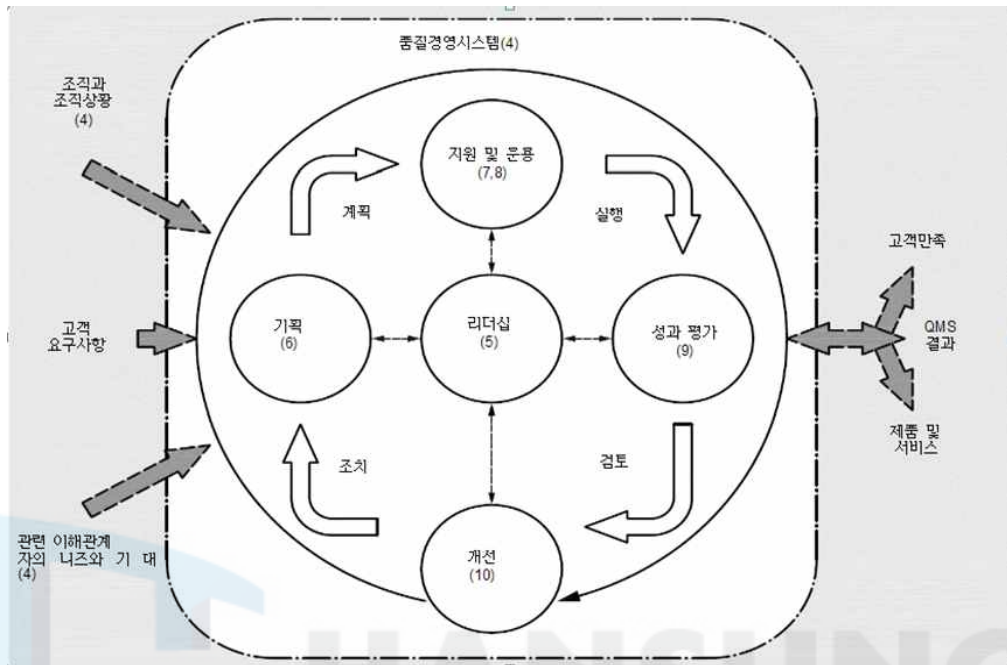 품질경영시스템(4)
조직과
조직상황
(4)
지원 및 운용
(7,8)
계획
실행
고객만족
고객
요구사항
기획
(6)
리더십
(5)
성과 평가
(9)
QMS
결과
조치
검토
제품 및
서비스
관련 이해관계
자의 니즈와 기 대
(4)
개선
(10)
HANSUNG